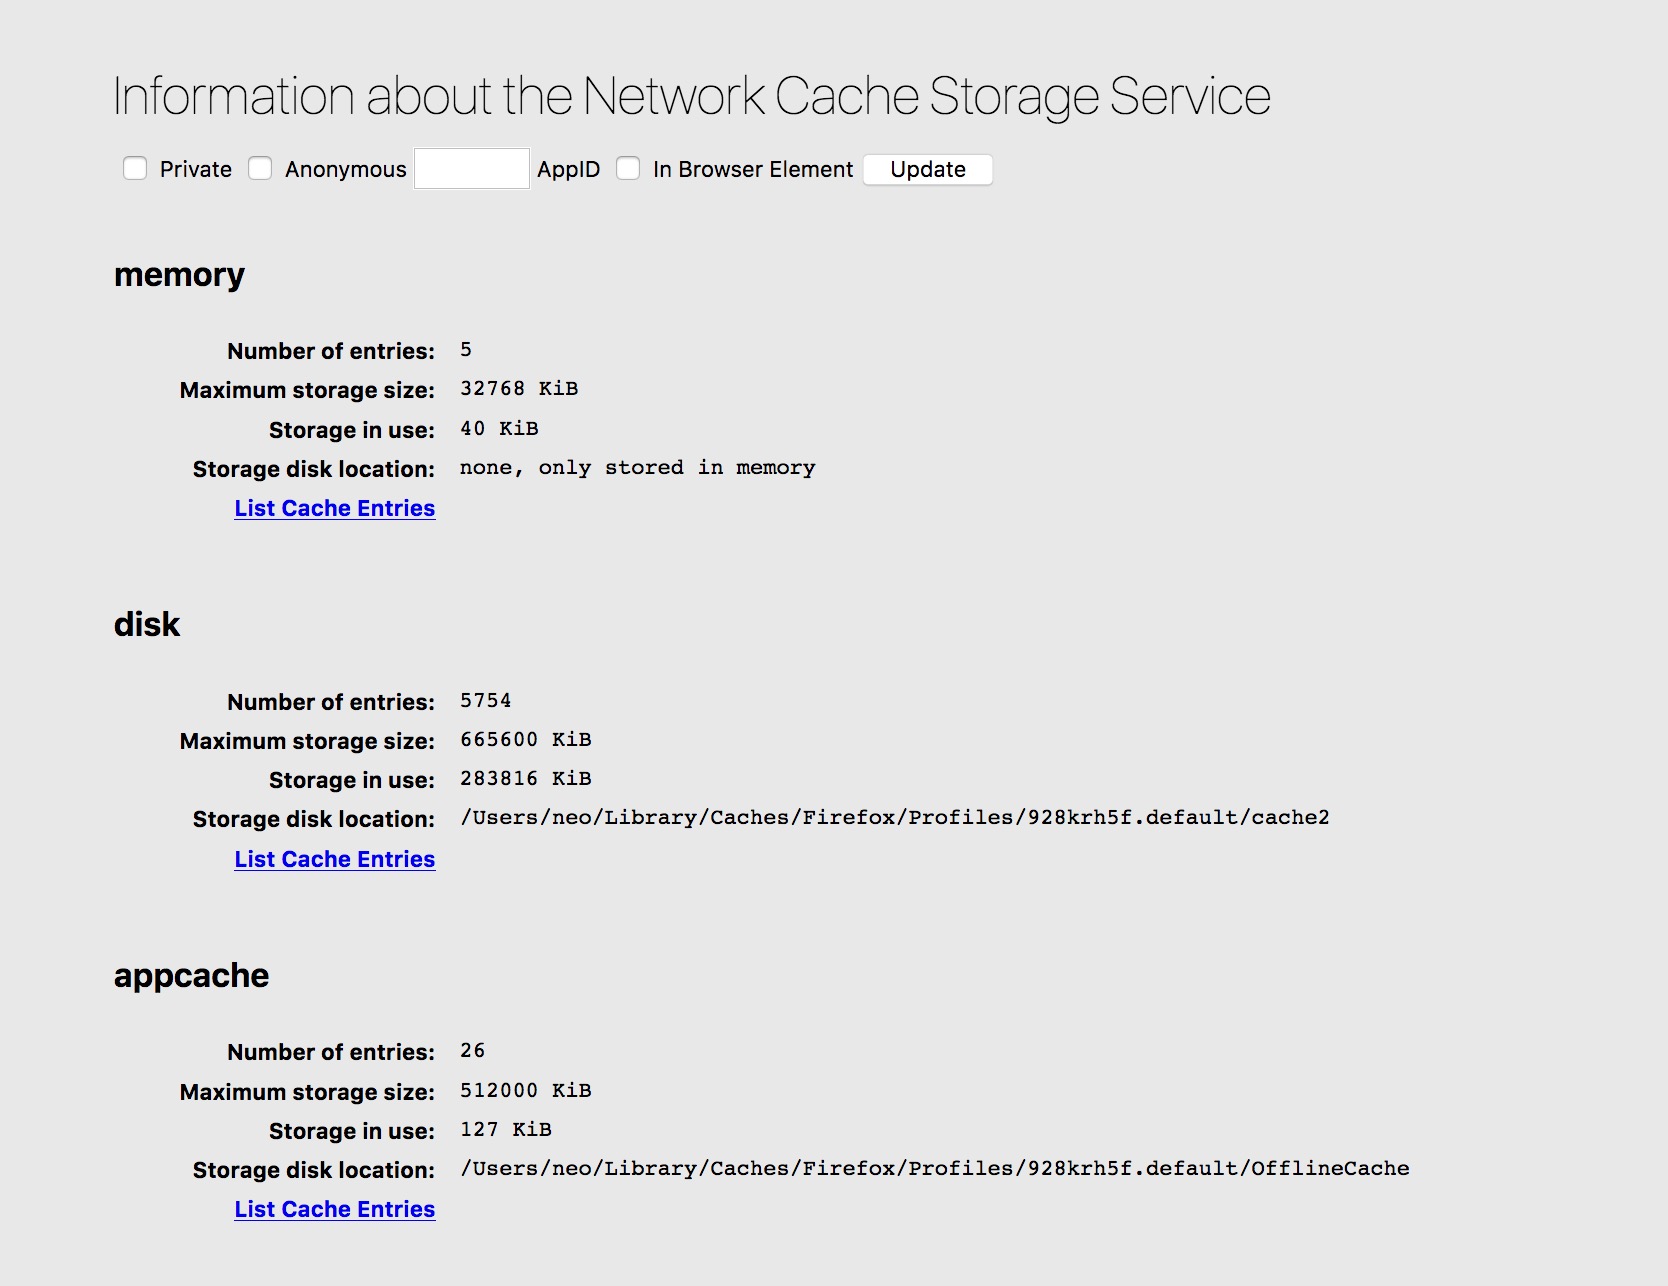 Information about the Network Cache Storage Service
Private Anonymous AppID In Browser Element Update
memory
Number of entries: 5
Maximum storage size: 32768 KiB
Storage in use: 40 KiB
Storage disk location: none, only stored in memory
List Cache Entries
disk
Number of entries: 5754
Maximum storage size: 665600 KiB
Storage in use: 283816 KiB
Storage disk location: /Users/neo/Library/Caches/Firefox/Profiles/928krh5f.default/cache2
List Cache Entries
appcache
Number of entries: 26
Maximum storage size: 512000 KiB
Storage in use: 127 KiB
Storage disk location: /Users/neo/Library/Caches/Firefox/Profiles/928krh5f.default/OfflineCache
List Cache Entries